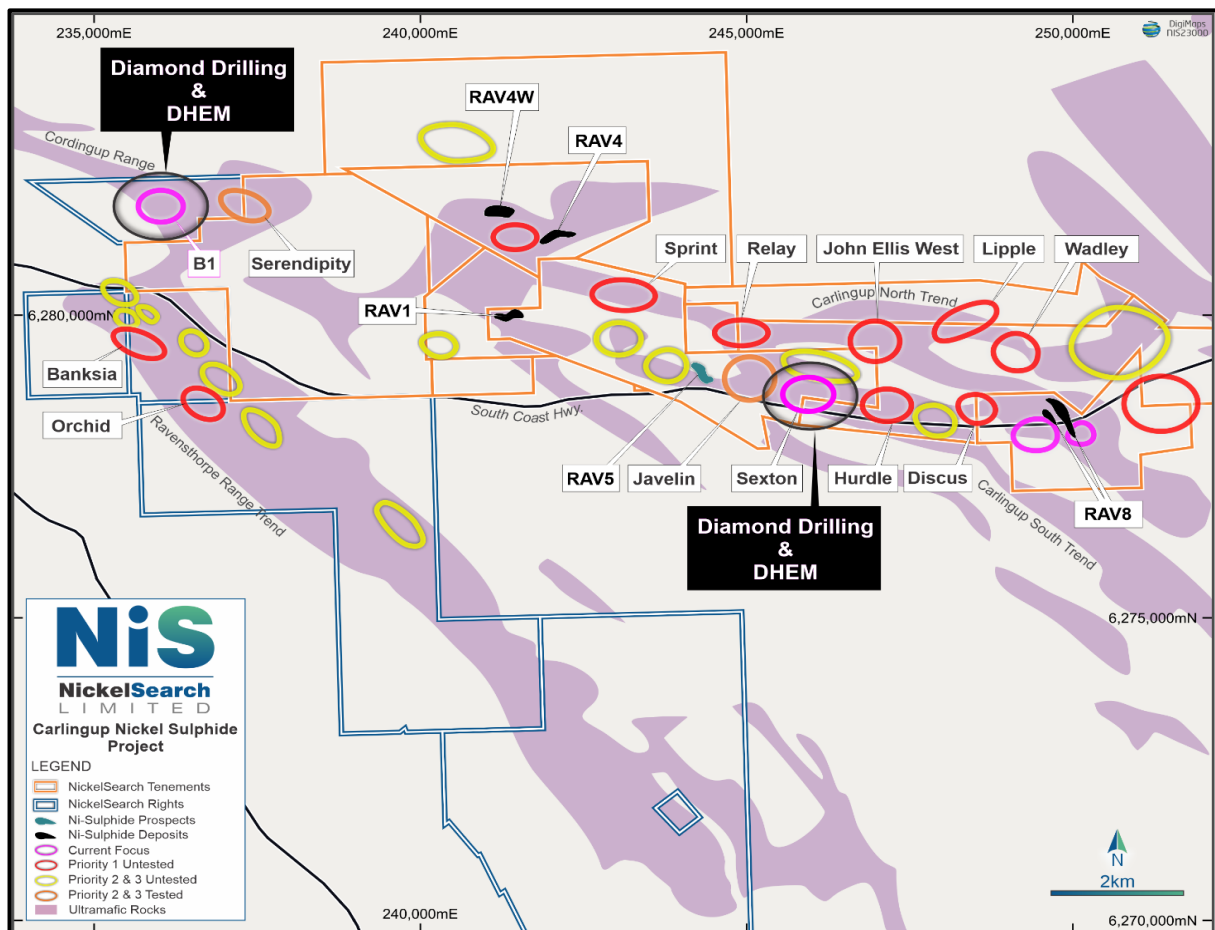 235,000mE
240,000mE
245,000mE
250,000mE
DigiMaps
NIS23000
Diamond Drilling
&
DHEM
RAV4W
RAV4
Cordingup Range
B1
Serendipity
Sprint
Relay
John Ellis West
Lipple
Wadley
Carlingup North Trend
6,280,000mN
RAV1
Banksia
Orchid
South Coast Hwy.
Ravensthorpe Range Trend
RAV5
Javelin
Sexton
Hurdle
Discus
RAV8
Carlingup South Trend
Diamond Drilling
&
DHEM
6,275,000mN
NiS
NickelSearch
LIMITED
Carlingup Nickel Sulphide
Project
LEGEND
NickelSearch Tenements
NickelSearch Rights
Ni-Sulphide Prospects
Ni-Sulphide Deposits
Current Focus
Priority 1 Untested
Priority 2 & 3 Untested
Priority 2 & 3 Tested
Ultramafic Rocks
N
2km
240,000mE
6,270,000mN